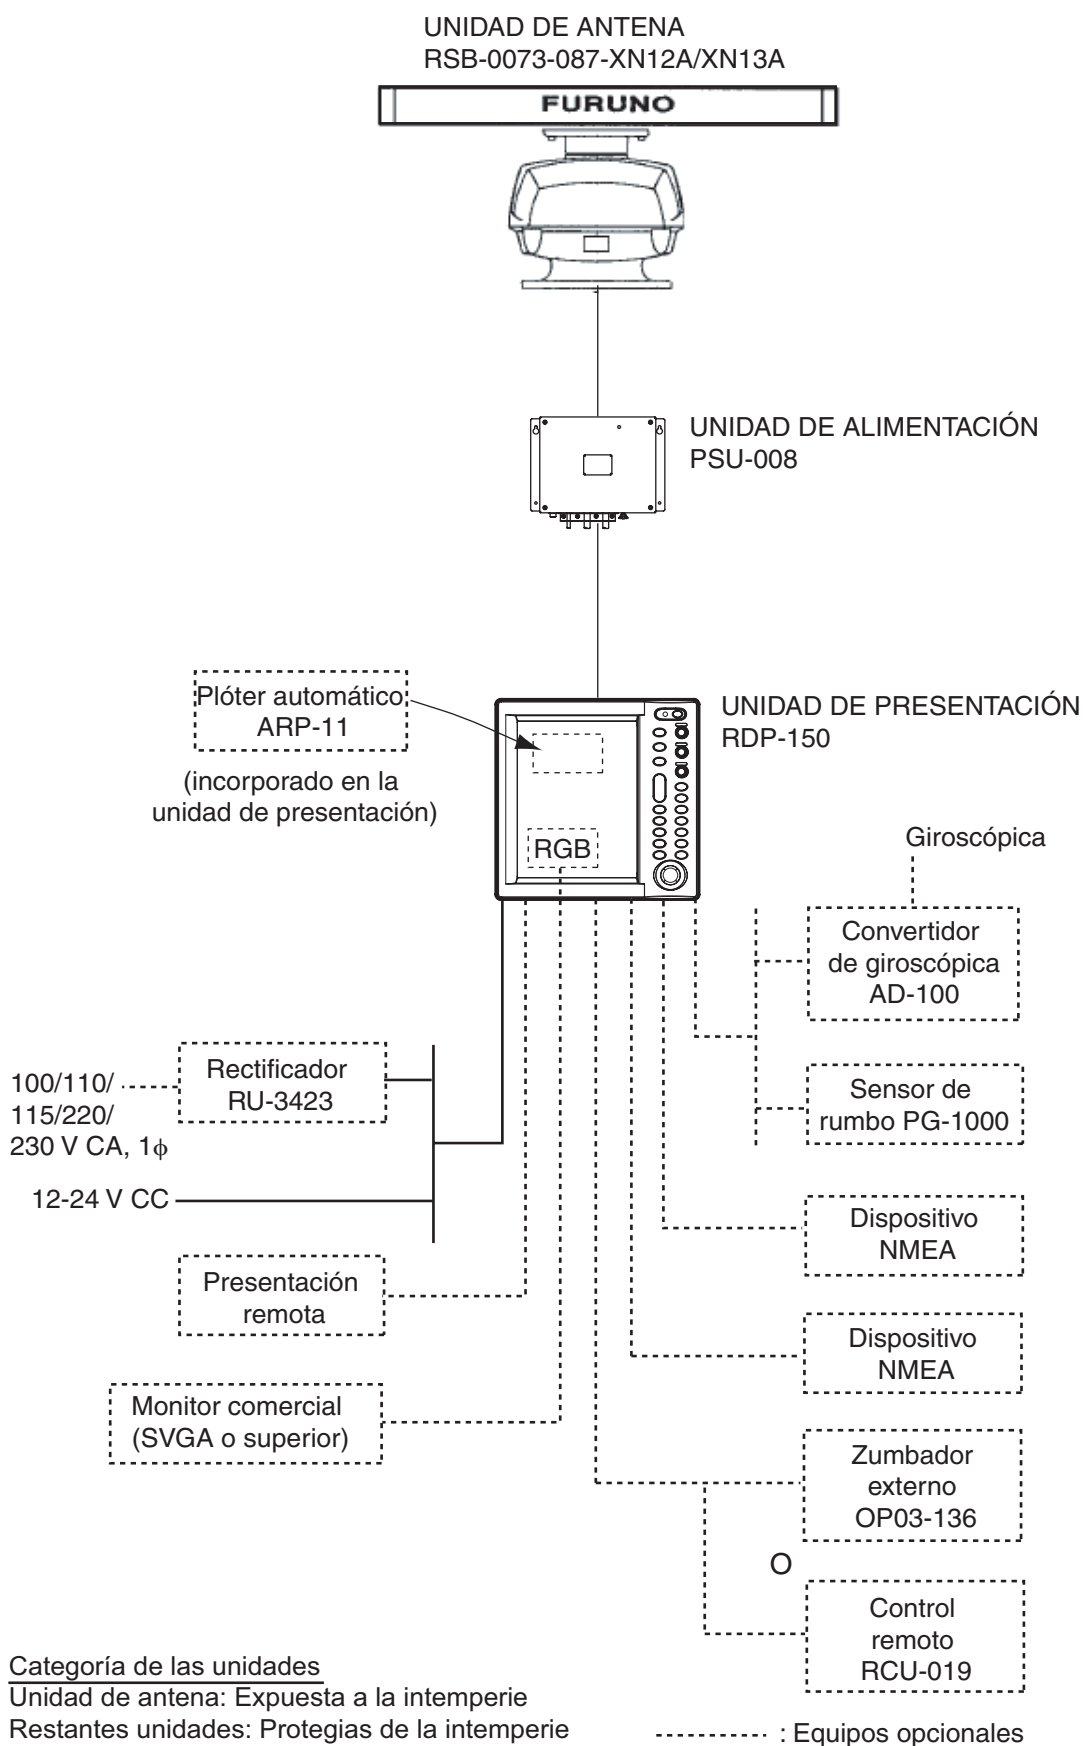 UNIDAD DE ANTENA
RSB-0073-087-XN12A/XN13A
FURUNO
UNIDAD DE ALIMENTACIÓN
PSU-008
Plóter automático
ARP-11
(incorporado en la
unidad de presentación)
UNIDAD DE PRESENTACIÓN
RDP-150
RGB
Giroscópica
Convertidor
de giroscópica
AD-100
Rectificador
RU-3423
100/110/
115/220/
230 V CA, 1ϕ
12-24 V CC
Sensor de
rumbo PG-1000
Dispositivo
NMEA
Presentación
remota
Dispositivo
NMEA
Monitor comercial
(SVGA o superior)
Zumbador
externo
OP03-136
O
Control
remoto
RCU-019
Categoría de las unidades
Unidad de antena: Expuesta a la intemperie
Restantes unidades: Protegias de la intemperie
: Equipos opcionales